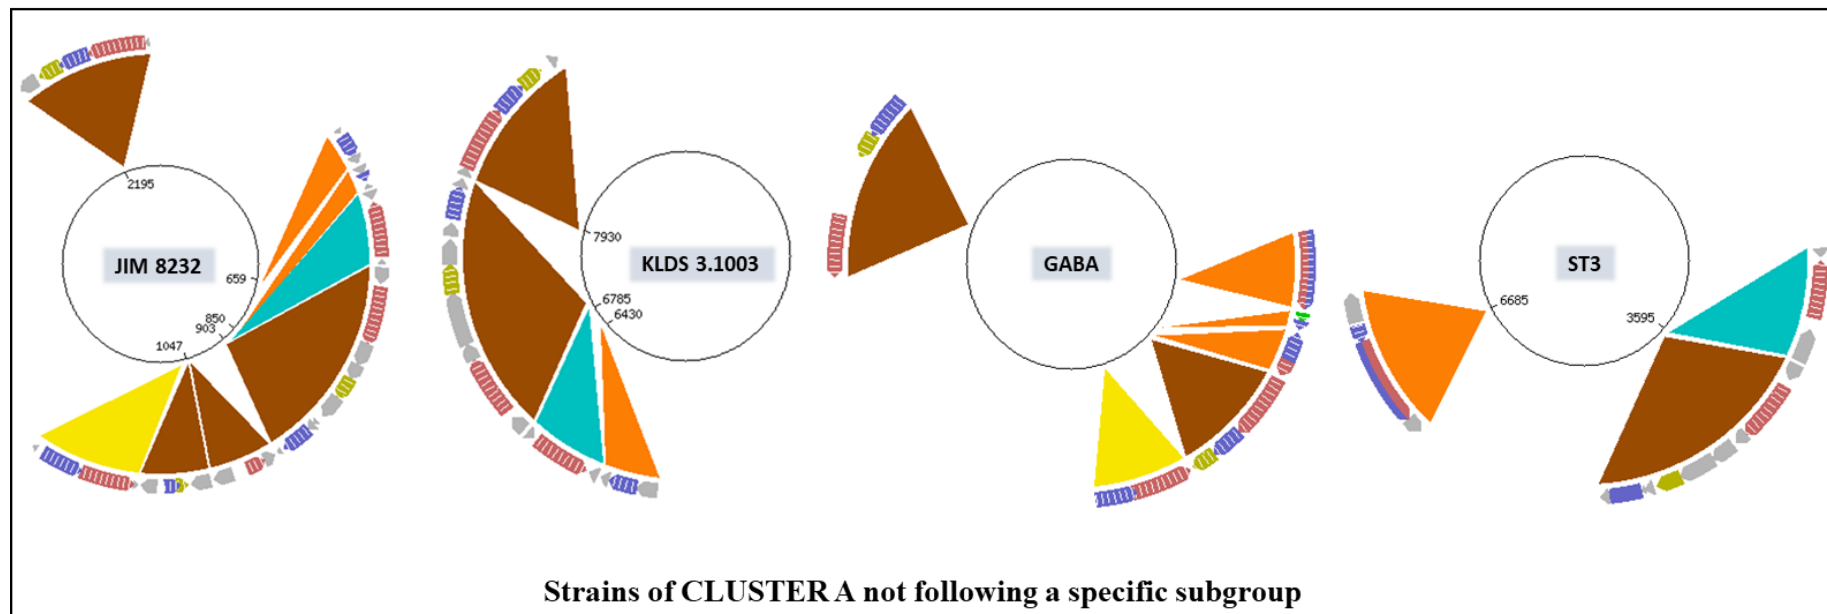 2195
JIM 8232
659
850
903
1047
7930
KLDS 3.1003
6785
6430
GABA
ST3
6685
3595
Strains of CLUSTER A not following a specific subgroup